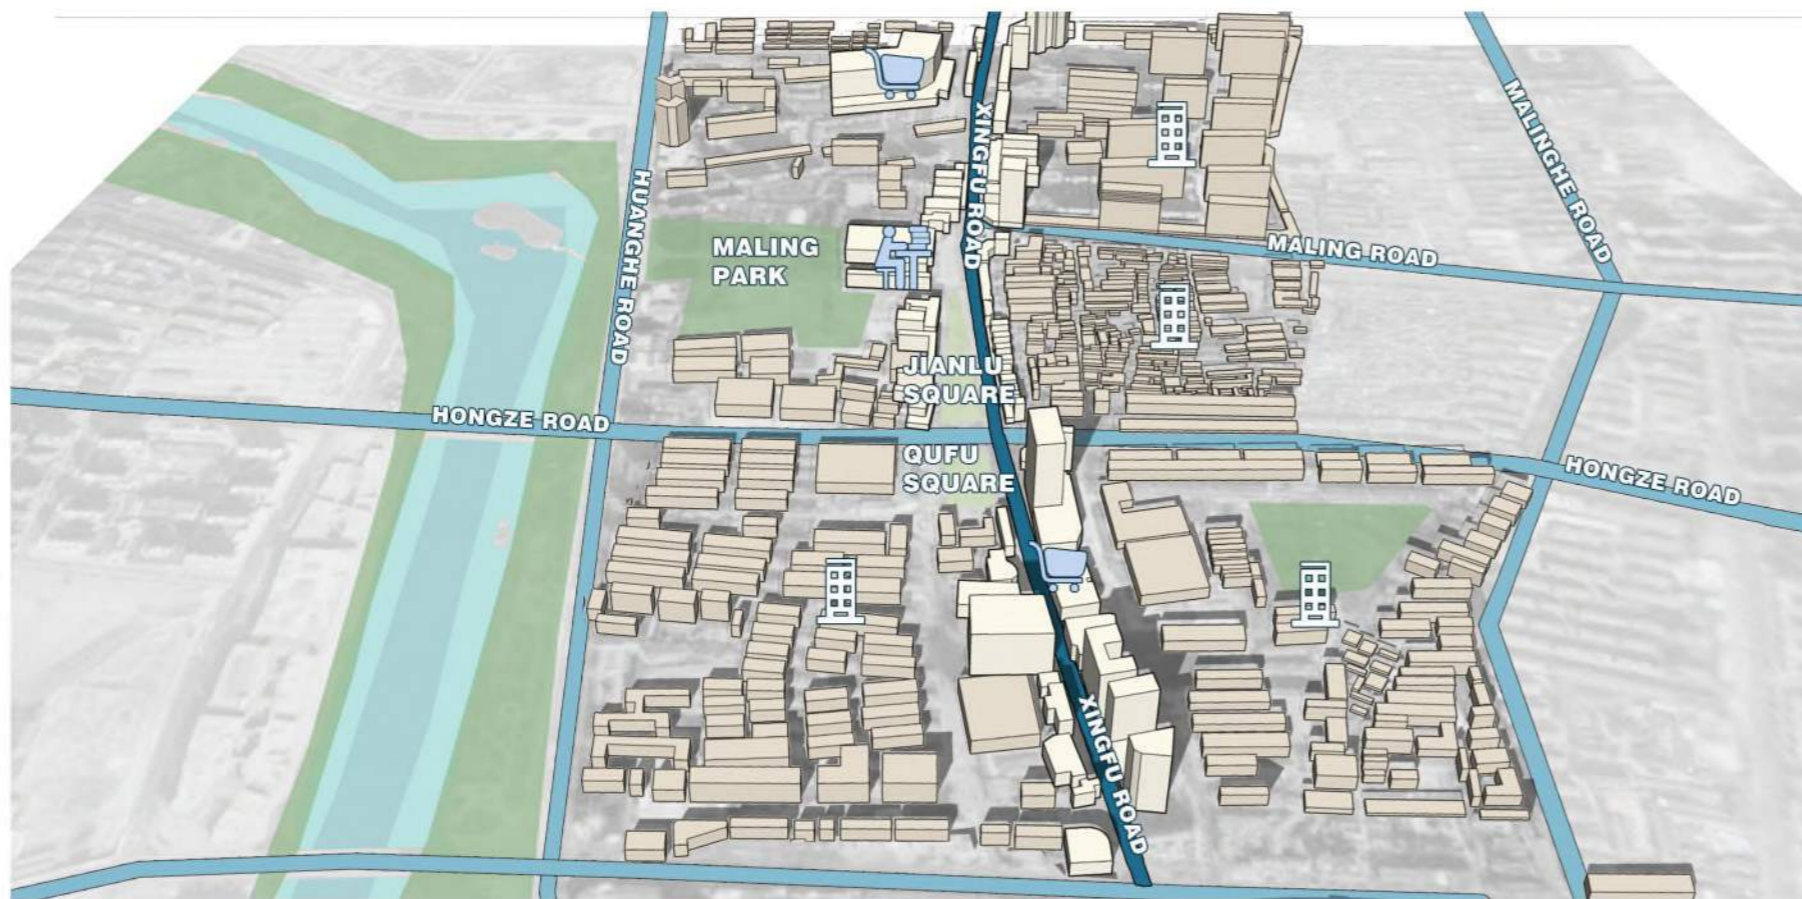 XINGFU ROAD
MALINGHE ROAD
HUANGHE ROAD
MALING
PARK
MALING ROAD
JIANLU
SQUARE
HONGZE ROAD
QUFU
SQUARE
HONGZE ROAD
XINGFU ROAD